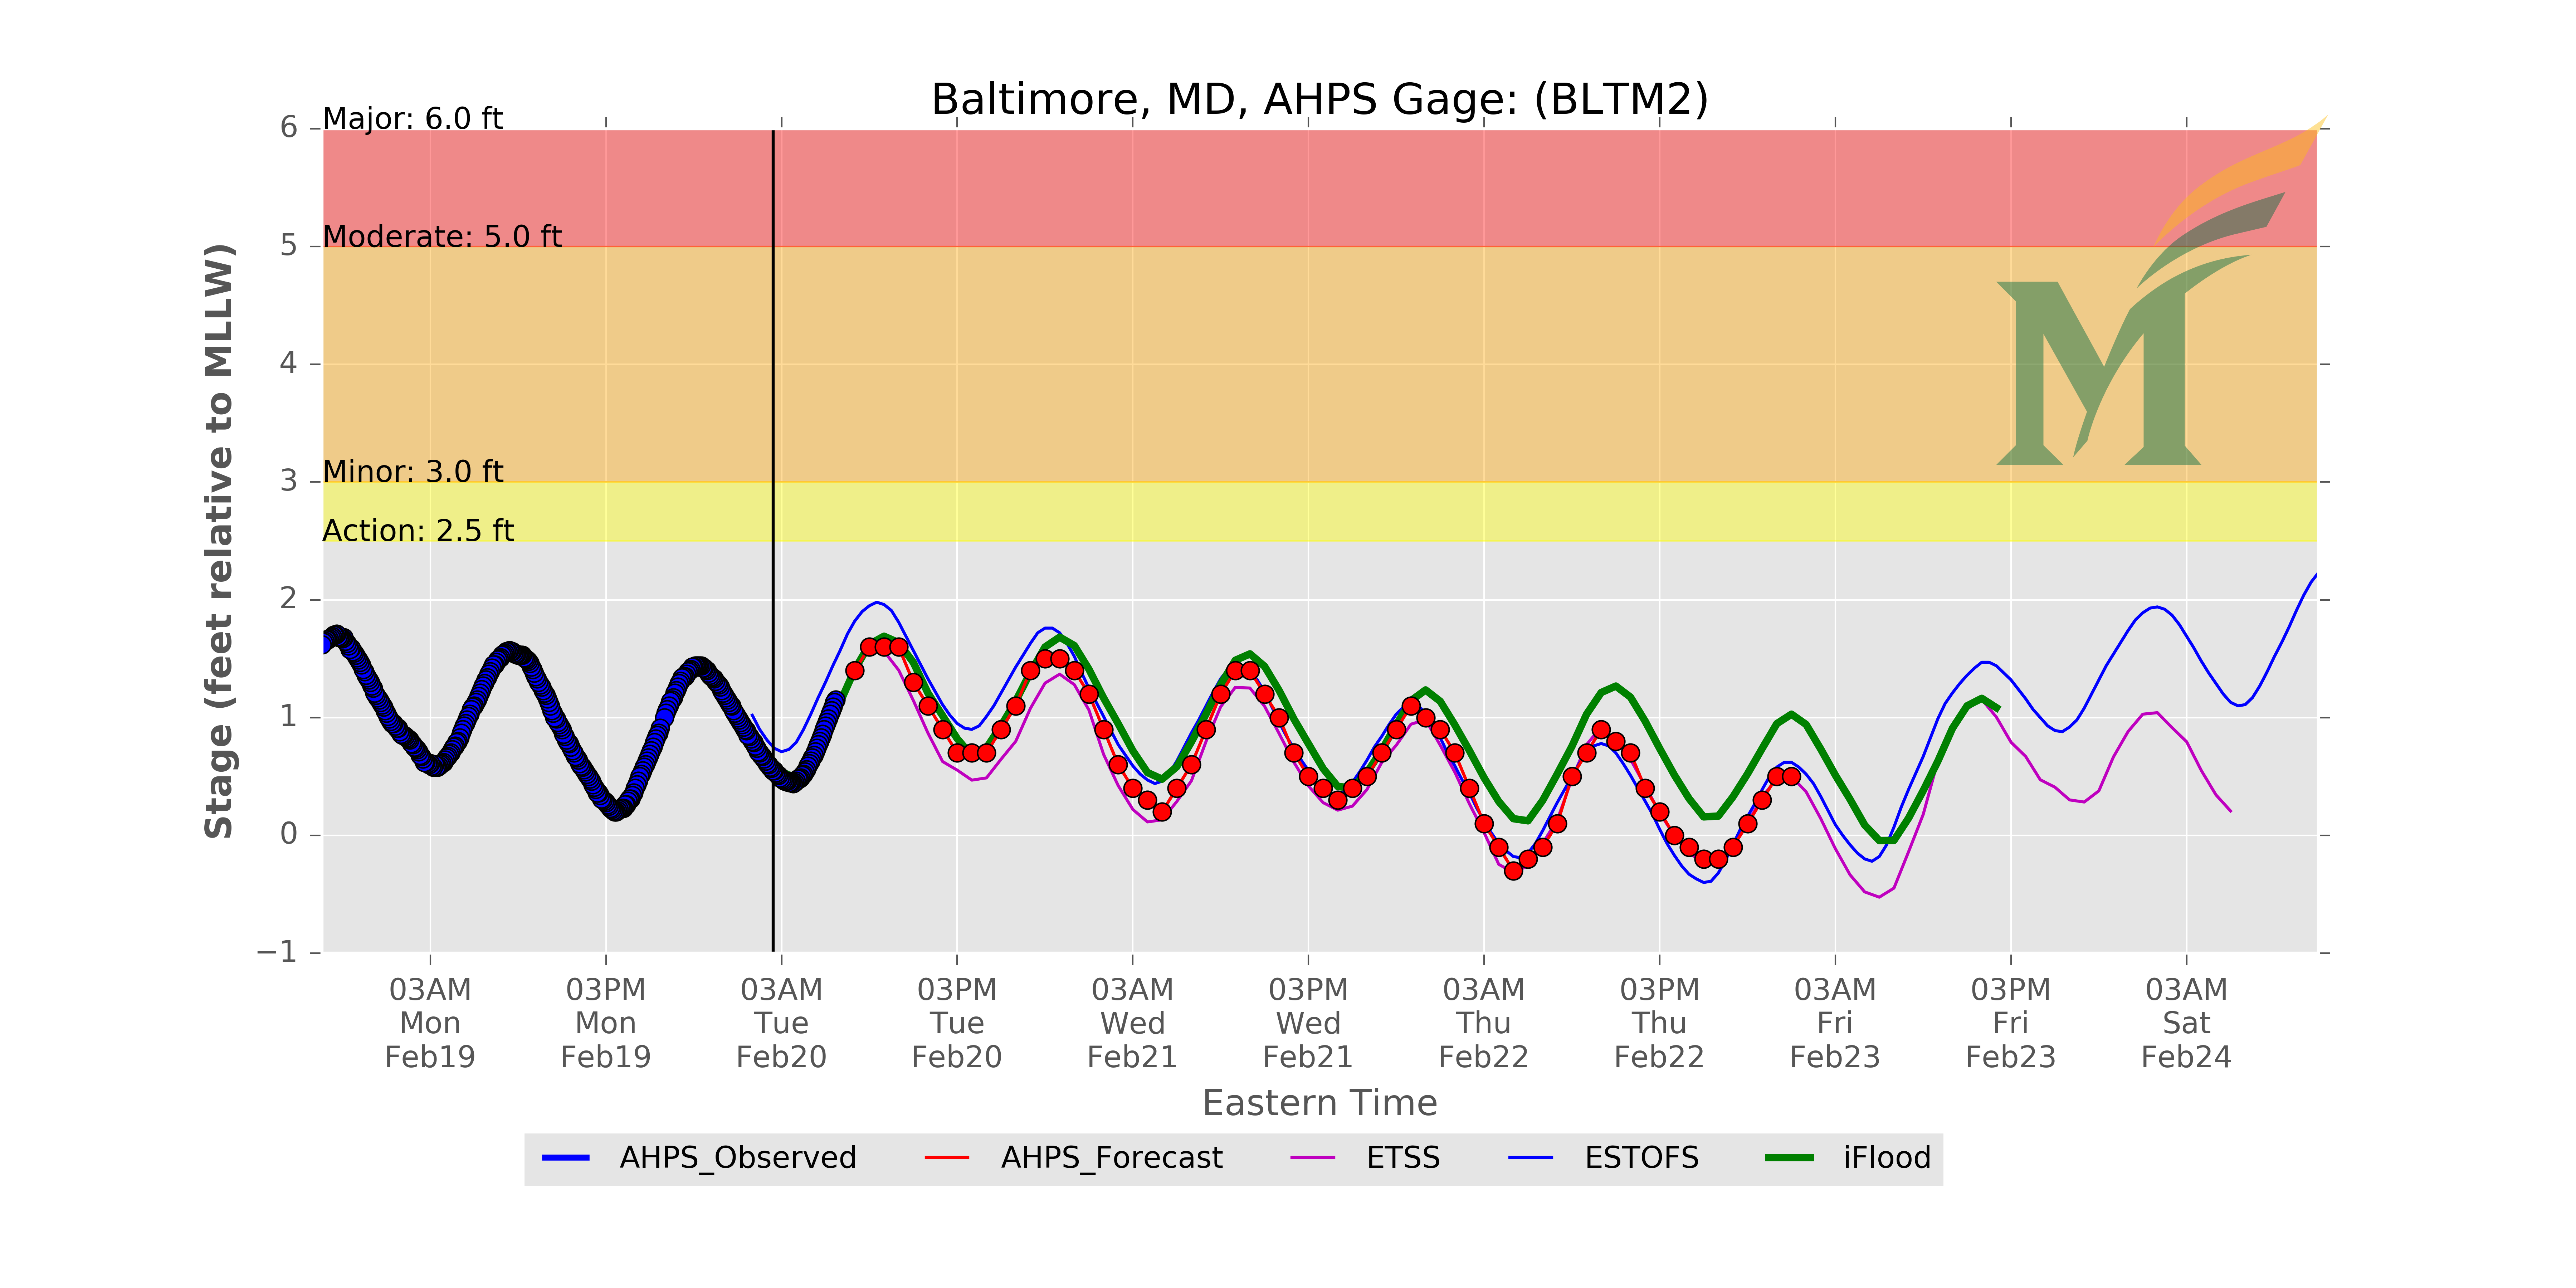 Baltimore, MD, AHPS Gage: (BLTM2)
Major: 6.0 ft
Moderate: 5.0 ft
Minor: 3.0 ft
Action: 2.5 ft
Stage (feet relative to MLLW)
6
5
4
3
2
1
0
−1
03AM 03PM 03AM 03PM 03AM 03PM 03AM 03PM 03AM 03PM 03AM
Mon Mon Tue Tue Wed Wed Thu Thu Fri Fri Sat
Feb19 Feb19 Feb20 Feb20 Feb21 Feb21 Feb22 Feb22 Feb23 Feb23 Feb24
Eastern Time
AHPS_Observed AHPS_Forecast ETSS ESTOFS iFlood
M